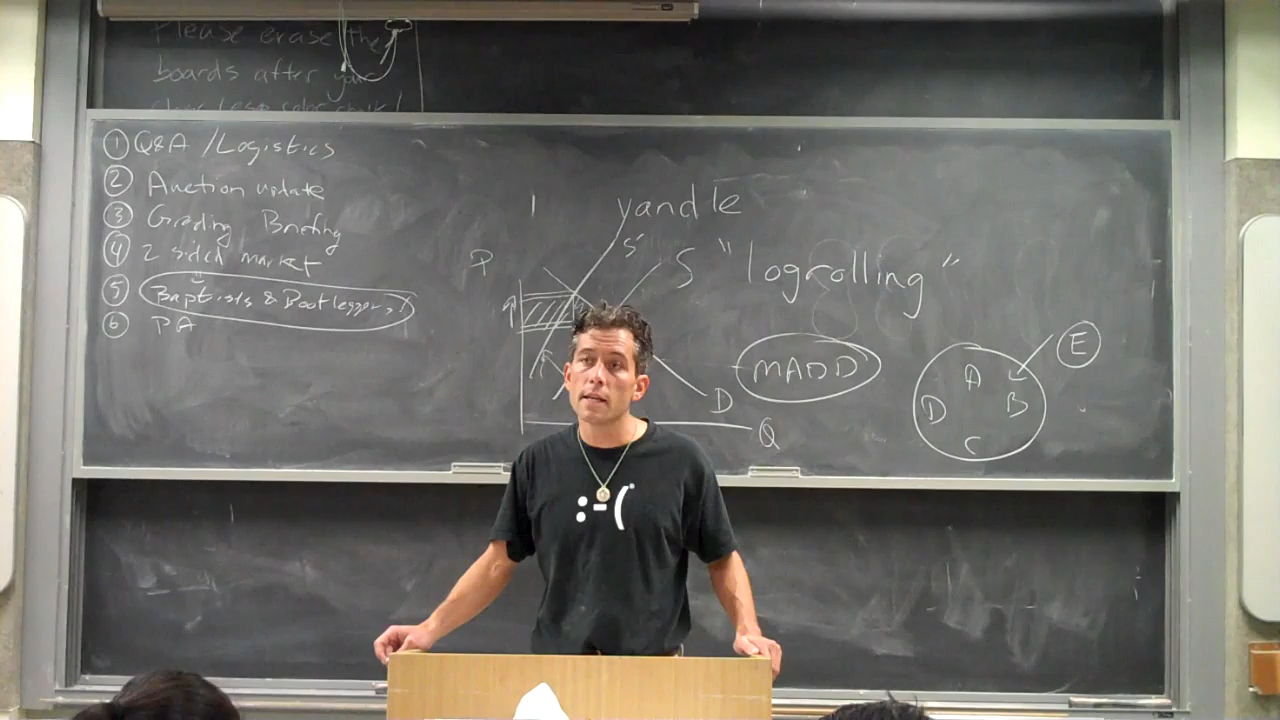 Please erase the
boards after your
① Q&A / Logistics
② Auction update
③ Grading Briefing
④ 2 sided market
⑤ Baptists & Bootleggers!
⑥ PA
yandle
P
S'
S
"logrolling"
MADD
D
Q
A
B
C
D
E
:-(